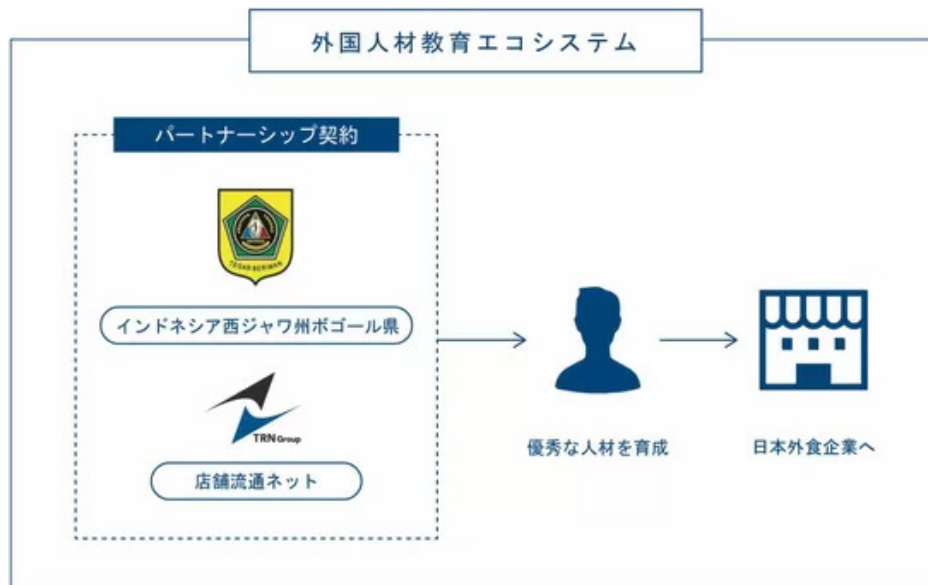 外国人材教育エコシステム
パートナーシップ契約
TEGAR BERIMAN
インドネシア西ジャワ州ボゴール県
TRN Group
店舗流通ネット
優秀な人材を育成
日本外食企業へ